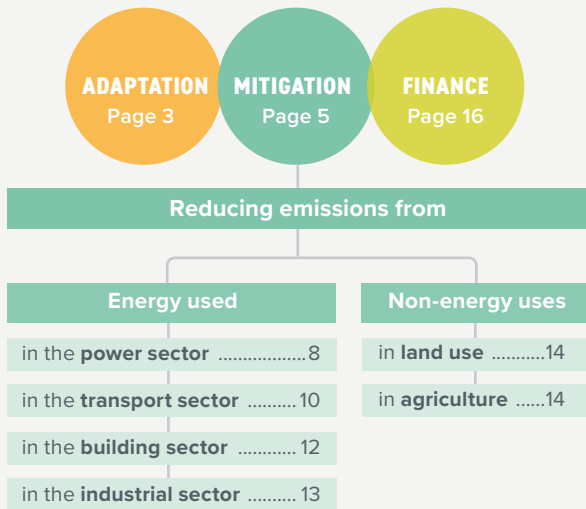 ADAPTATION MITIGATION FINANCE
Page 3 Page 5 Page 16
Reducing emissions from
Energy used
in the power sector ..................8
in the transport sector ..........10
in the building sector ............12
in the industrial sector ..........13
Non-energy uses
in land use ...........14
in agriculture ......14